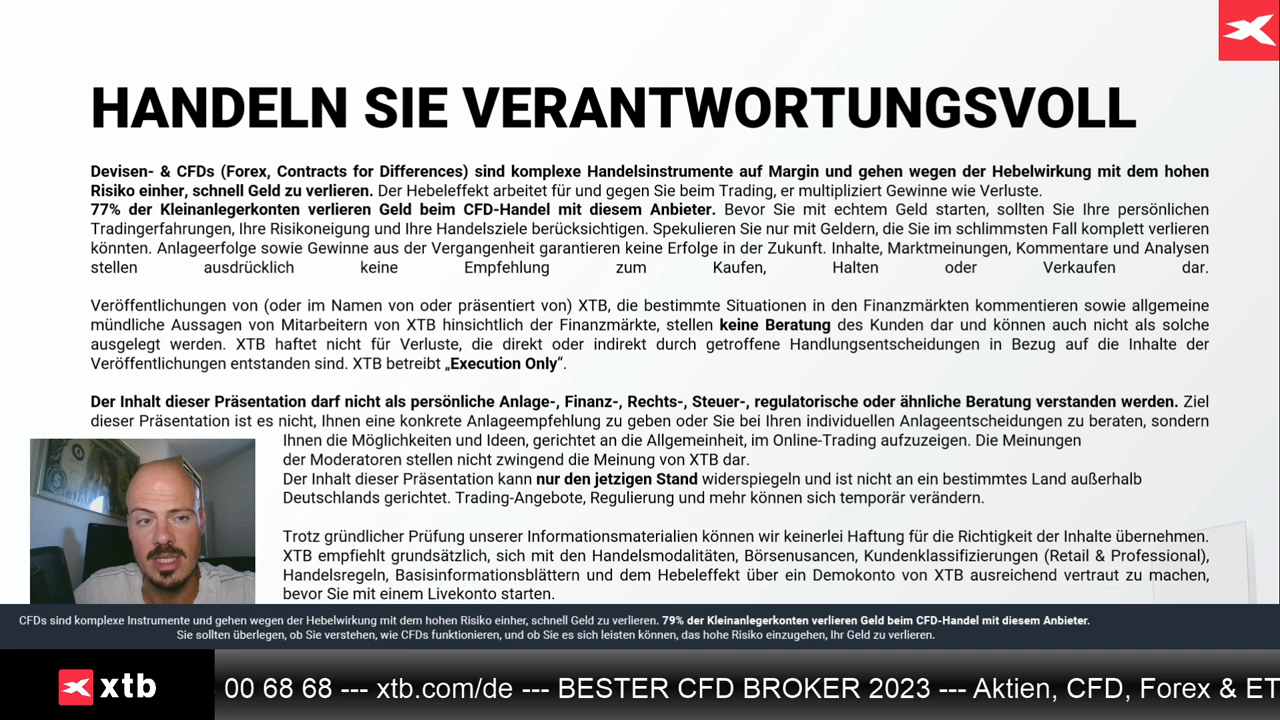 HANDELN SIE VERANTWORTUNGSVOLL
Devisen- & CFDs (Forex, Contracts for Differences) sind komplexe Handelsinstrumente auf Margin und gehen wegen der Hebelwirkung mit dem hohen
Risiko einher, schnell Geld zu verlieren. Der Hebeleffekt arbeitet für und gegen Sie beim Trading, er multipliziert Gewinne wie Verluste.
77% der Kleinanlegerkonten verlieren Geld beim CFD-Handel mit diesem Anbieter. Bevor Sie mit echtem Geld starten, sollten Sie Ihre persönlichen
Tradingerfahrungen, Ihre Risikoneigung und Ihre Handelsziele berücksichtigen. Spekulieren Sie nur mit Geldern, die Sie im schlimmsten Fall komplett verlieren
könnten. Anlageerfolge sowie Gewinne aus der Vergangenheit garantieren keine Erfolge in der Zukunft. Inhalte, Marktmeinungen, Kommentare und Analysen
stellen ausdrücklich keine Empfehlung zum Kaufen, Halten oder Verkaufen dar.
Veröffentlichungen von (oder im Namen von oder präsentiert von) XTB, die bestimmte Situationen in den Finanzmärkten kommentieren sowie allgemeine
mündliche Aussagen von Mitarbeitern von XTB hinsichtlich der Finanzmärkte, stellen keine Beratung des Kunden dar und können auch nicht als solche
ausgelegt werden. XTB haftet nicht für Verluste, die direkt oder indirekt durch getroffene Handlungsentscheidungen in Bezug auf die Inhalte der
Veröffentlichungen entstanden sind. XTB betreibt „Execution Only“.
Der Inhalt dieser Präsentation darf nicht als persönliche Anlage-, Finanz-, Rechts-, Steuer-, regulatorische oder ähnliche Beratung verstanden werden. Ziel
dieser Präsentation ist es nicht, Ihnen eine konkrete Anlageempfehlung zu geben oder Sie bei Ihren individuellen Anlageentscheidungen zu beraten, sondern
Ihnen die Möglichkeiten und Ideen, gerichtet an die Allgemeinheit, im Online-Trading aufzuzeigen. Die Meinungen
der Moderatoren stellen nicht zwingend die Meinung von XTB dar.
Der Inhalt dieser Präsentation kann nur den jetzigen Stand widerspiegeln und ist nicht an ein bestimmtes Land außerhalb
Deutschlands gerichtet. Trading-Angebote, Regulierung und mehr können sich temporär verändern.
Trotz gründlicher Prüfung unserer Informationsmaterialien können wir keinerlei Haftung für die Richtigkeit der Inhalte übernehmen.
XTB empfiehlt grundsätzlich, sich mit den Handelsmodalitäten, Börsenusancen, Kundenklassifizierungen (Retail & Professional),
Handelsregeln, Basisinformationsblättern und dem Hebeleffekt über ein Demokonto von XTB ausreichend vertraut zu machen,
bevor Sie mit einem Livekonto starten.
CFDs sind komplexe Instrumente und gehen wegen der Hebelwirkung mit dem hohen Risiko einher, schnell Geld zu verlieren. 79% der Kleinanlegerkonten verlieren Geld beim CFD-Handel mit diesem Anbieter.
Sie sollten überlegen, ob Sie verstehen, wie CFDs funktionieren, und ob Sie es sich leisten können, das hohe Risiko einzugehen, Ihr Geld zu verlieren.
xtb 00 68 68 --- xtb.com/de --- BESTER CFD BROKER 2023 --- Aktien, CFD, Forex & ET